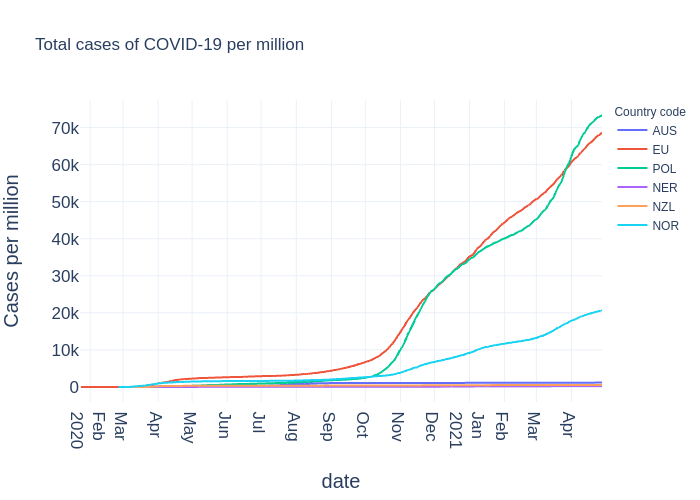 Total cases of COVID-19 per million
Country code
AUS
EU
POL
NER
NZL
NOR
70k
60k
50k
40k
30k
20k
10k
0
Cases per million
2020
Feb
Mar
Apr
May
Jun
Jul
Aug
Sep
Oct
Nov
Dec
2021
Jan
Feb
Mar
Apr
date